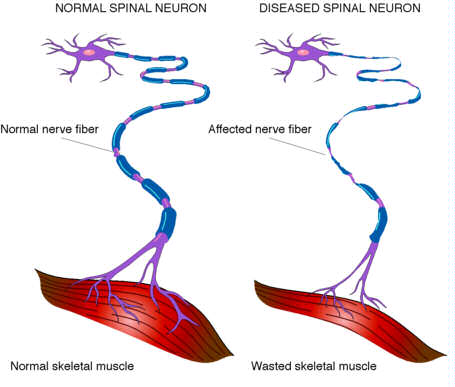 NORMAL SPINAL NEURON
DISEASED SPINAL NEURON
Normal nerve fiber
Affected nerve fiber
Normal skeletal muscle
Wasted skeletal muscle